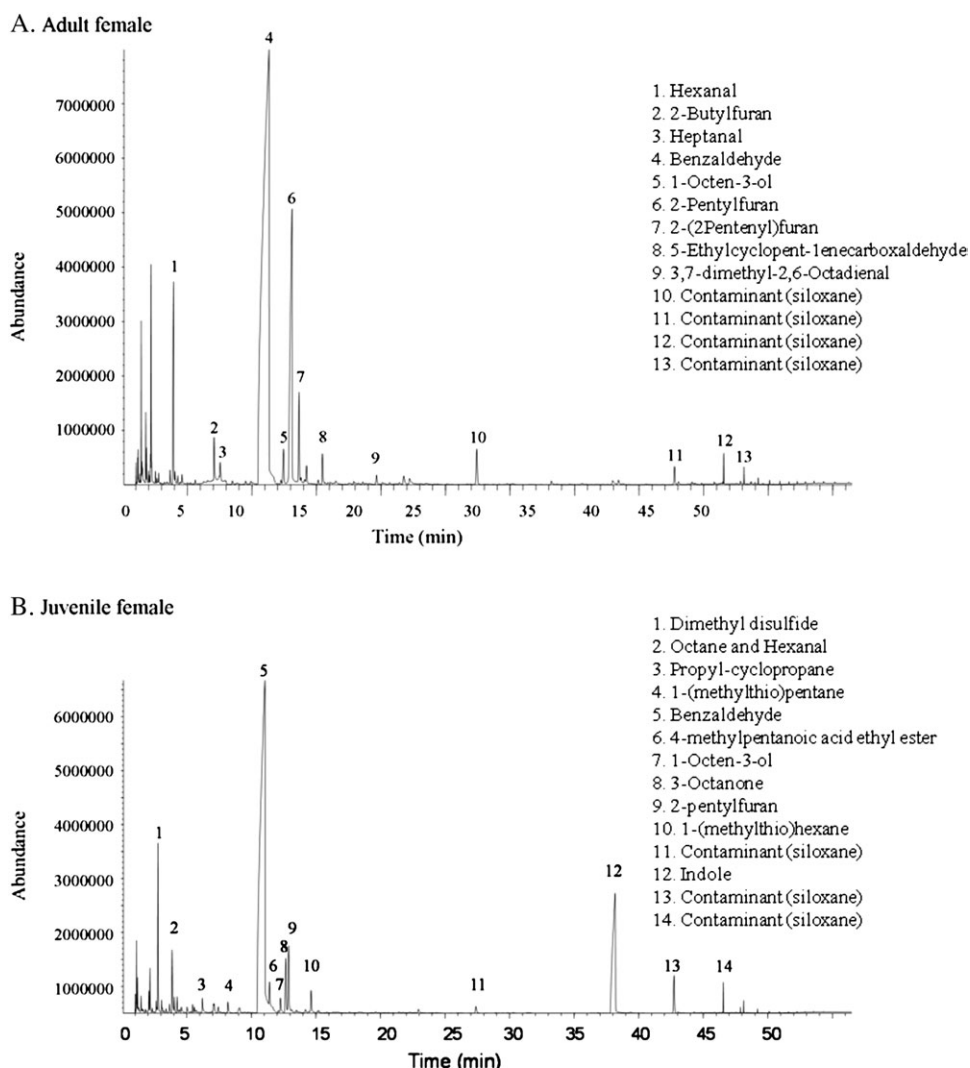 A. Adult female
4
7000000
6000000
5000000
4000000
3000000
2000000
1000000
Abundance
1
2
3
5
6
7
8
9
10
11
12
13
1. Hexanal
2. 2-Butylfuran
3. Heptanal
4. Benzaldehyde
5. 1-Octen-3-ol
6. 2-Pentylfuran
7. 2-(2Pentenyl)furan
8. 5-Ethylcyclopent-1enecarboxaldehyde
9. 3,7-dimethyl-2,6-Octadienal
10. Contaminant (siloxane)
11. Contaminant (siloxane)
12. Contaminant (siloxane)
13. Contaminant (siloxane)
0 5 10 15 20 25 30 35 40 45 50
Time (min)
B. Juvenile female
5
6000000
5000000
4000000
3000000
2000000
1000000
Abundance
1
2
3
4
6
7
8
9
10
11
12
13
14
1. Dimethyl disulfide
2. Octane and Hexanal
3. Propyl-cyclopropane
4. 1-(methylthio)pentane
5. Benzaldehyde
6. 4-methylpentanoic acid ethyl ester
7. 1-Octen-3-ol
8. 3-Octanone
9. 2-pentylfuran
10. 1-(methylthio)hexane
11. Contaminant (siloxane)
12. Indole
13. Contaminant (siloxane)
14. Contaminant (siloxane)
0 5 10 15 20 25 30 35 40 45 50
Time (min)